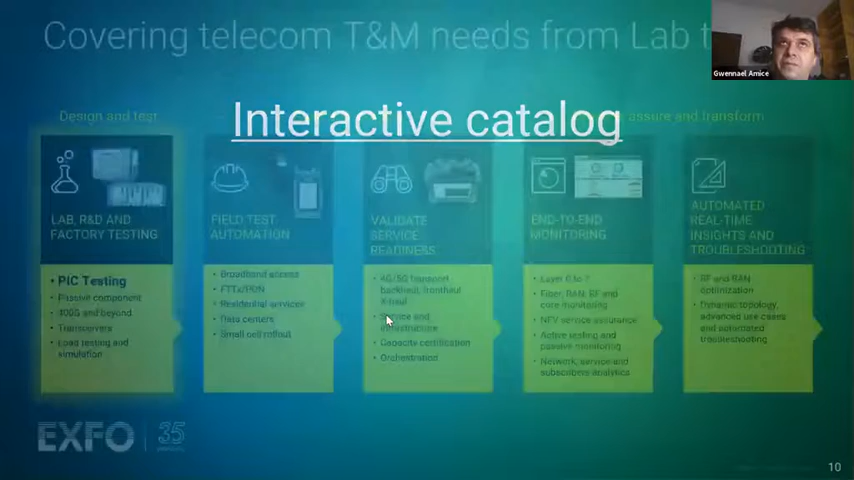 Covering telecom T&M needs from Lab t
Gwennael Amice
Design and test
assure and transform
Interactive catalog
LAB, R&D AND
FACTORY TESTING
FIELD TEST
AUTOMATION
VALIDATE
SERVICE
READINESS
END-TO-END
MONITORING
AUTOMATED
REAL-TIME
INSIGHTS AND
TROUBLESHOOTING
• PIC Testing
• Passive component
• 400G and beyond
• Transceivers
• Load testing and
simulation
• Broadband access
• FTTx/PON
• Residential services
• Data centers
• Small cell rollout
• 4G/5G transport
backhaul, fronthaul
X-haul
• Service and
infrastructure
• Capacity certification
• Orchestration
• Layer 0 to 7
• Fiber, RAN, RF and
core monitoring
• NFV service assurance
• Active testing and
passive monitoring
• Network, service and
subscribers analytics
• RF and RAN
optimization
• Dynamic topology,
advanced use cases
and automated
troubleshooting
EXFO 35
10